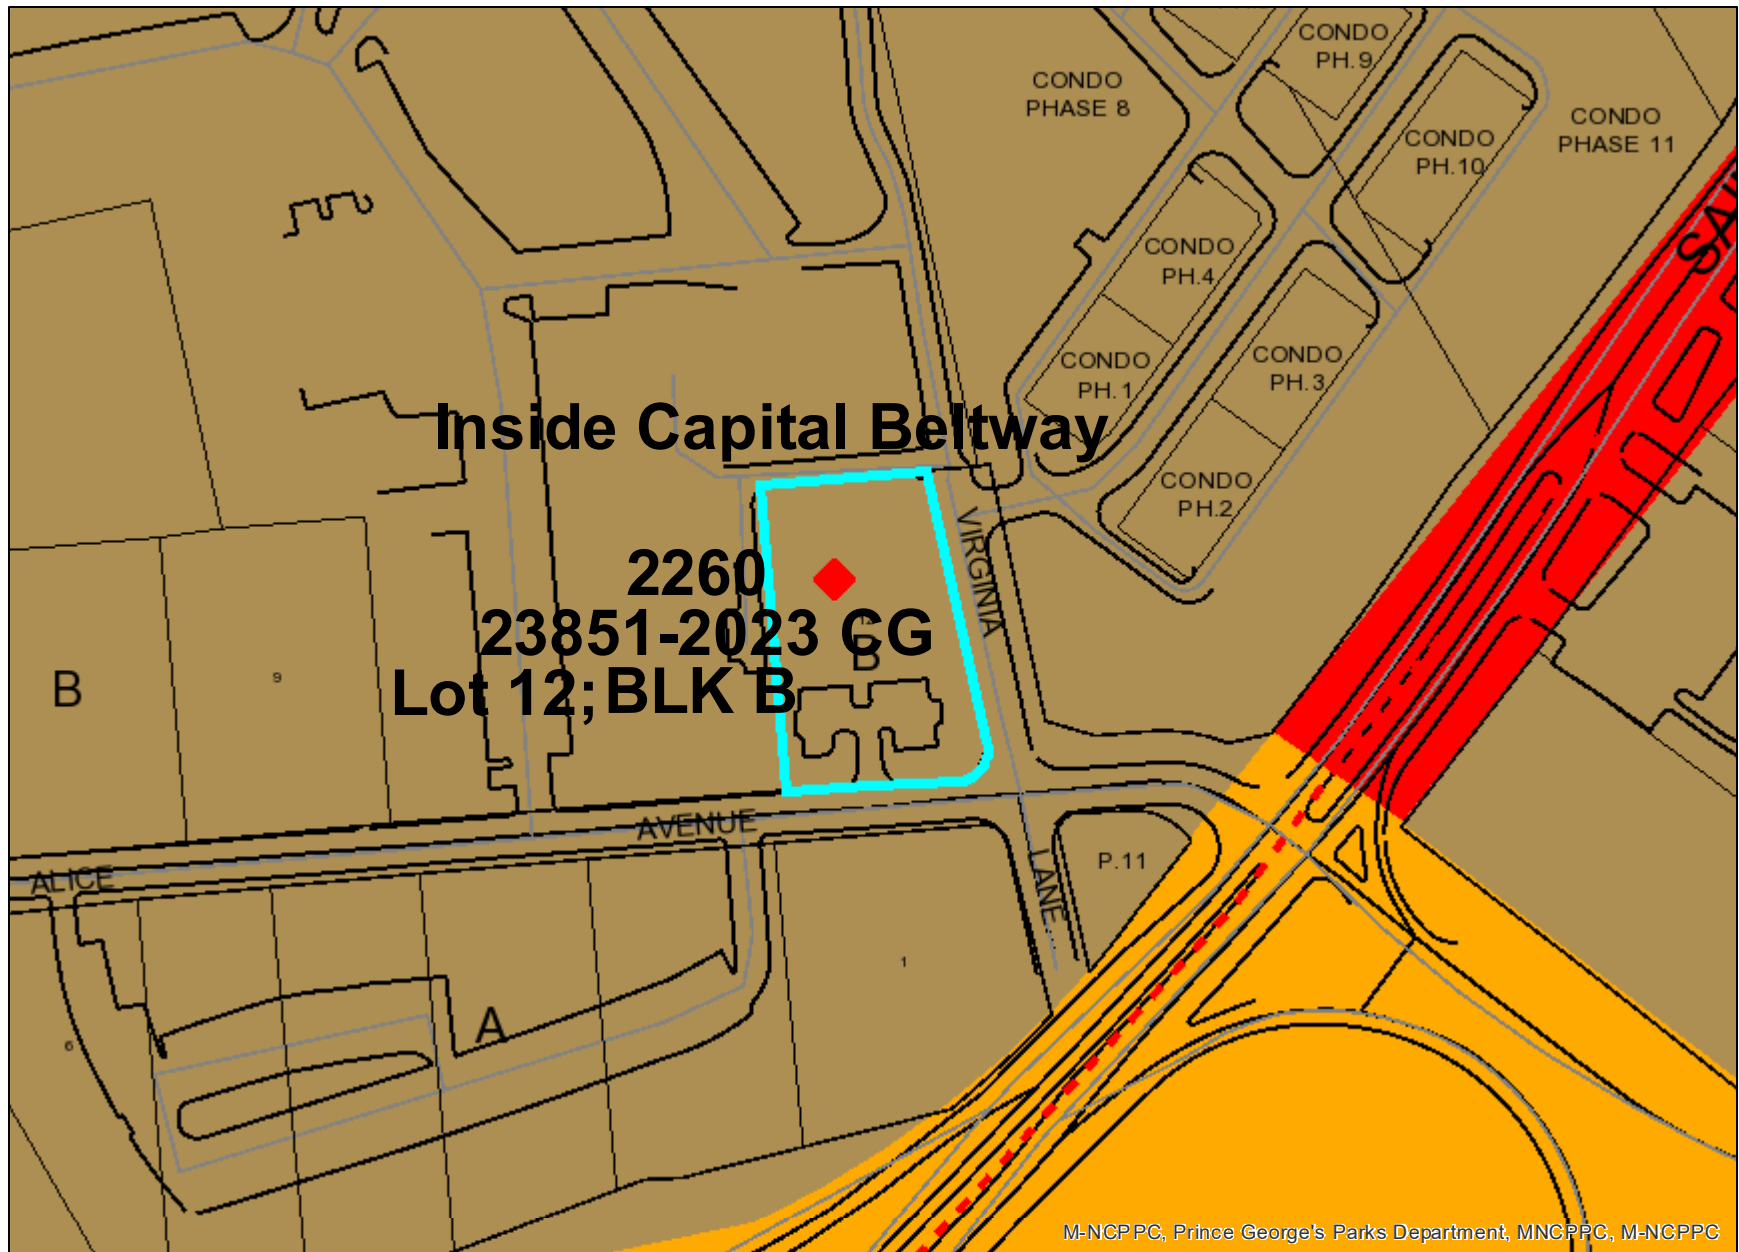 CONDO
PH.9
CONDO
PHASE 8
CONDO
PHASE 11
CONDO
PH.10
CONDO
PH.4
CONDO
PH.1
CONDO
PH.3
CONDO
PH.2
Inside Capital Beltway
VIRGINIA
2260
23851-2023 CG
B
Lot 12; BLK B
B
9
AVENUE
ALICE
LANE
P.11
1
A
6
M-NCPPC, Prince George's Parks Department, MNCPPC, M-NCPPC